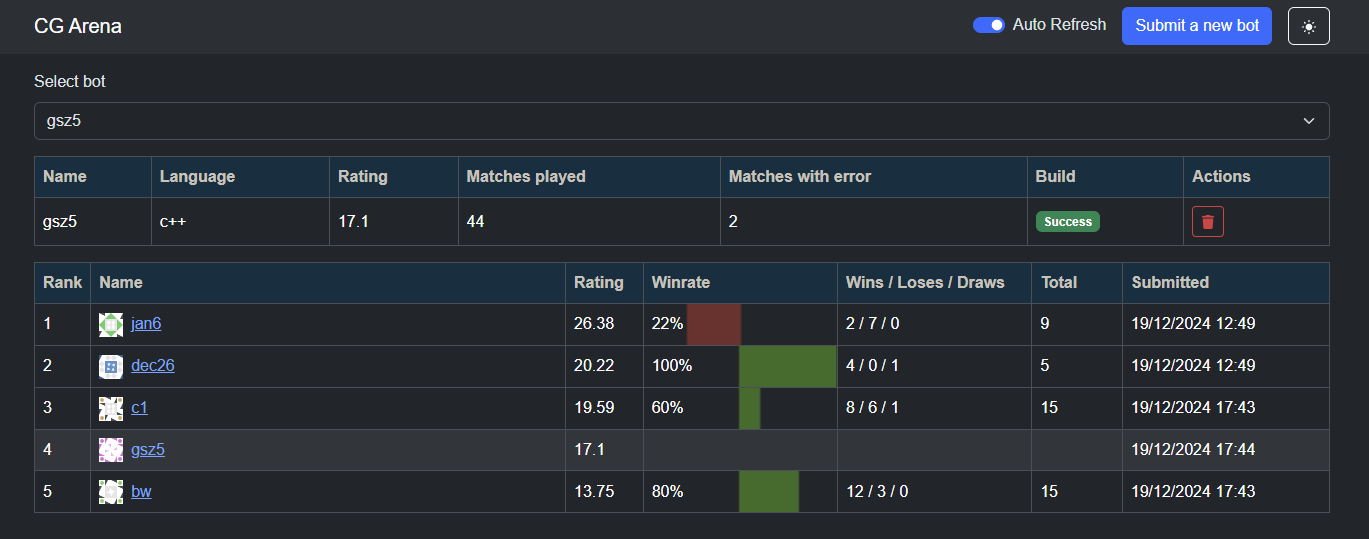 CG Arena Auto Refresh Submit a new bot
Select bot
gsz5
Name Language Rating Matches played Matches with error Build Actions
gsz5 c++ 17.1 44 2 Success
Rank Name Rating Winrate Wins / Loses / Draws Total Submitted
1 jan6 26.38 22% 2 / 7 / 0 9 19/12/2024 12:49
2 dec26 20.22 100% 4 / 0 / 1 5 19/12/2024 12:49
3 c1 19.59 60% 8 / 6 / 1 15 19/12/2024 17:43
4 gsz5 17.1 19/12/2024 17:44
5 bw 13.75 80% 12 / 3 / 0 15 19/12/2024 17:43